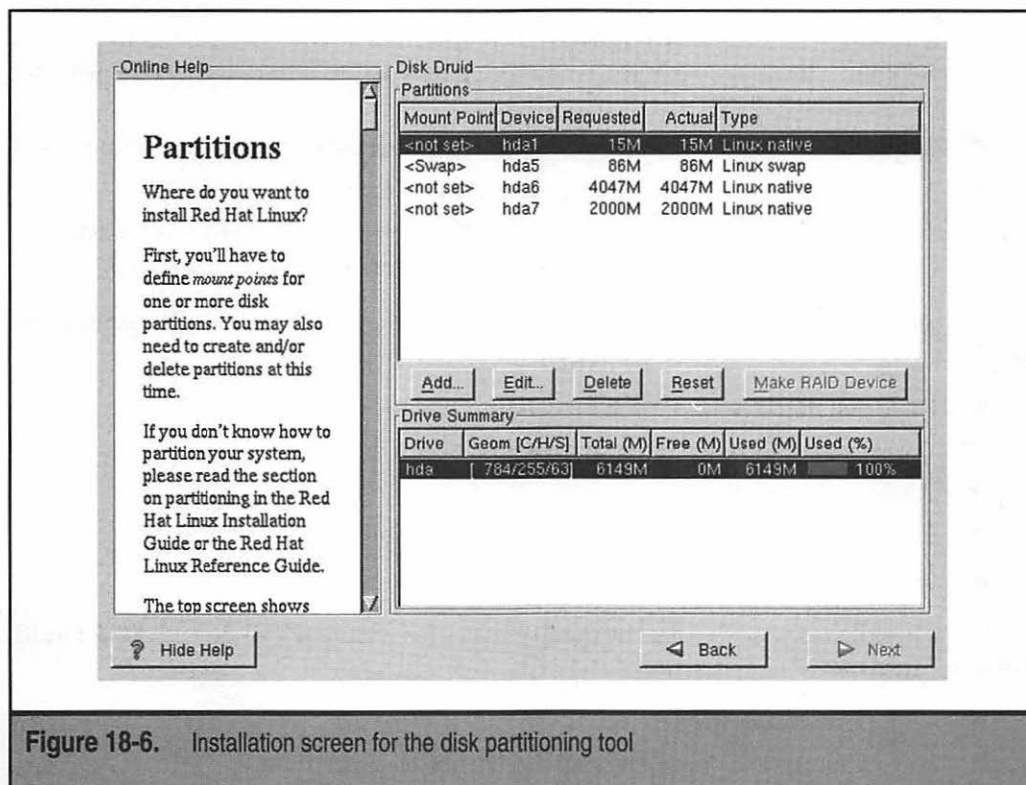 Online Help
Partitions
Where do you want to
install Red Hat Linux?
First, you'll have to
define mount points for
one or more disk
partitions. You may also
need to create and/or
delete partitions at this
time.
If you don't know how to
partition your system,
please read the section
on partitioning in the Red
Hat Linux Installation
Guide or the Red Hat
Linux Reference Guide.
The top screen shows
Disk Druid
Partitions
Mount Point Device Requested Actual Type
<not set> hda1 15M 15M Linux native
<Swap> hda5 86M 86M Linux swap
<not set> hda6 4047M 4047M Linux native
<not set> hda7 2000M 2000M Linux native
Add... Edit... Delete Reset Make RAID Device
Drive Summary
Drive Geom [C/H/S] Total (M) Free (M) Used (M) Used (%)
hda [ 784/255/63] 6149M 0M 6149M 100%
? Hide Help Back Next
Figure 18-6. Installation screen for the disk partitioning tool